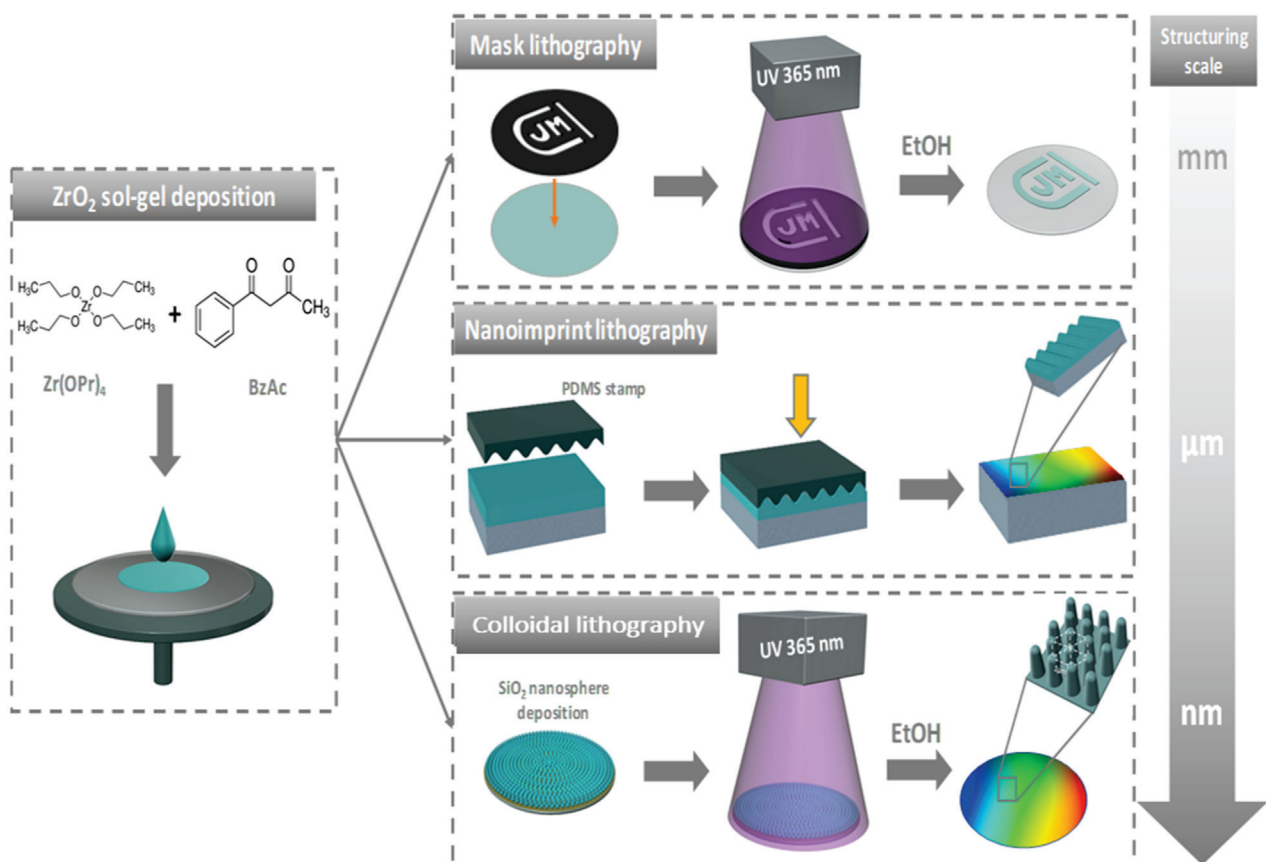 ZrO₂ sol-gel deposition
H₃C
O
O
CH₃
Zr
H₃C
O
O
CH₃
+
O
O
CH₃
Zr(OPr)₄
BzAc
Mask lithography
JM
UV 365 nm
JM
EtOH
JM
Nanoimprint lithography
PDMS stamp
Colloidal lithography
SiO₂ nanosphere
deposition
UV 365 nm
EtOH
Structuring
scale
mm
μm
nm